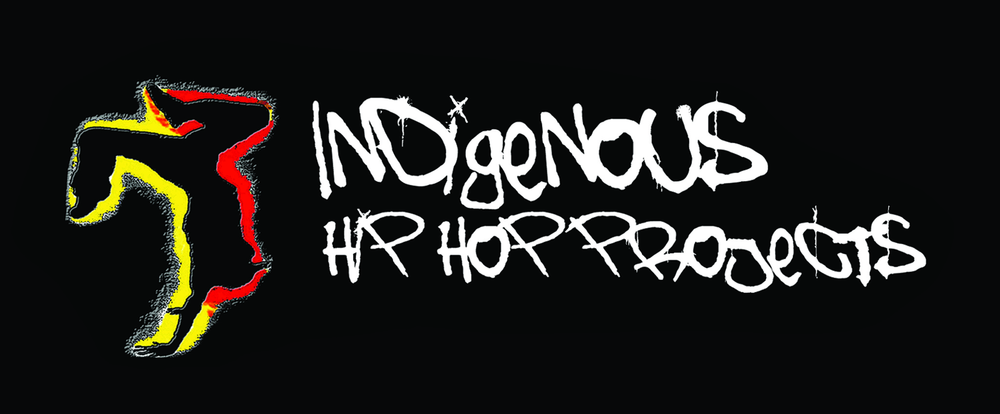 INDigeNOUS
HiP HOP PROjeCTS